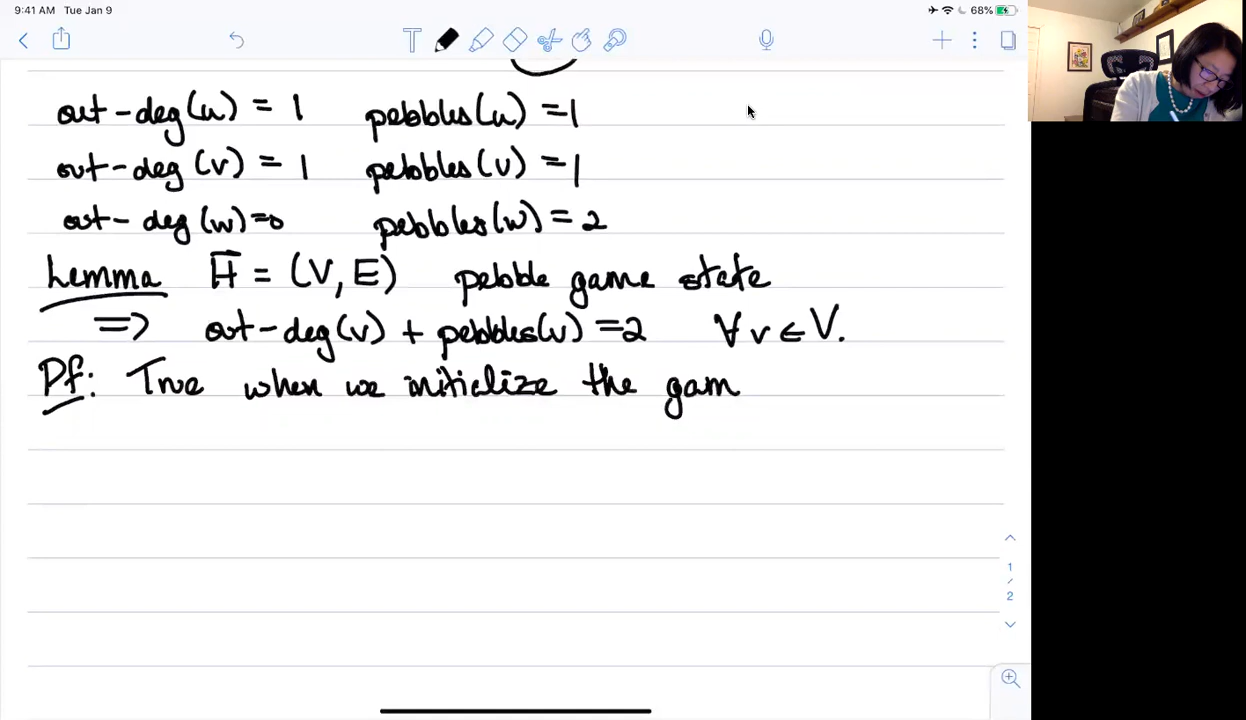 9:41 AM Tue Jan 9
68%
out-deg(u) = 1 pebbles(u) = 1
out-deg(v) = 1 pebbles(v) = 1
out-deg(w) = 0 pebbles(w) = 2
Lemma H⃗ = (V, E) pebble game state
=> out-deg(v) + pebbles(v) = 2 ∀ v ∈ V.
Pf: True when we initialize the gam
1
/
2